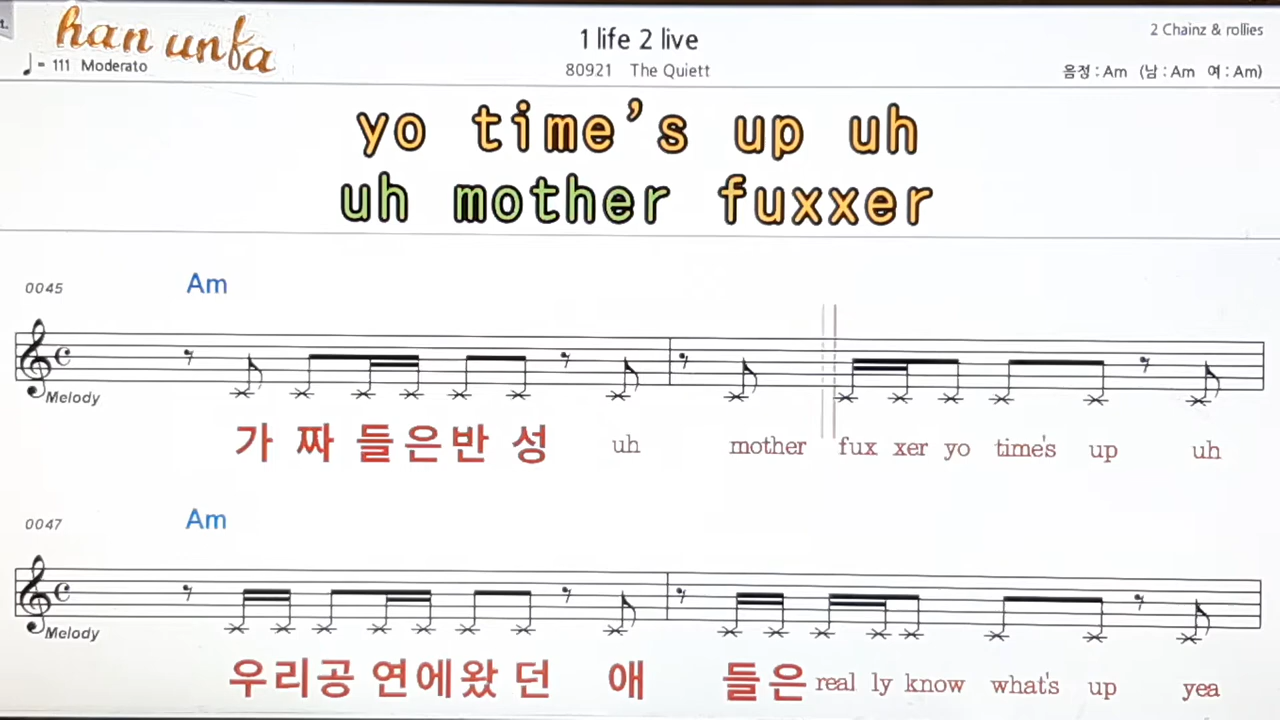 han unfa
1 life 2 live
2 Chainz & rollies
♩= 111 Moderato
80921 The Quiett
음정 : Am (남 : Am 여 : Am)
yo time's up uh
uh mother fuxxer
0045 Am
Melody
가 짜 들은반 성 uh mother fux xer yo time's up uh
0047 Am
Melody
우리공 연에왔 던 애 들은 real ly know what's up yea